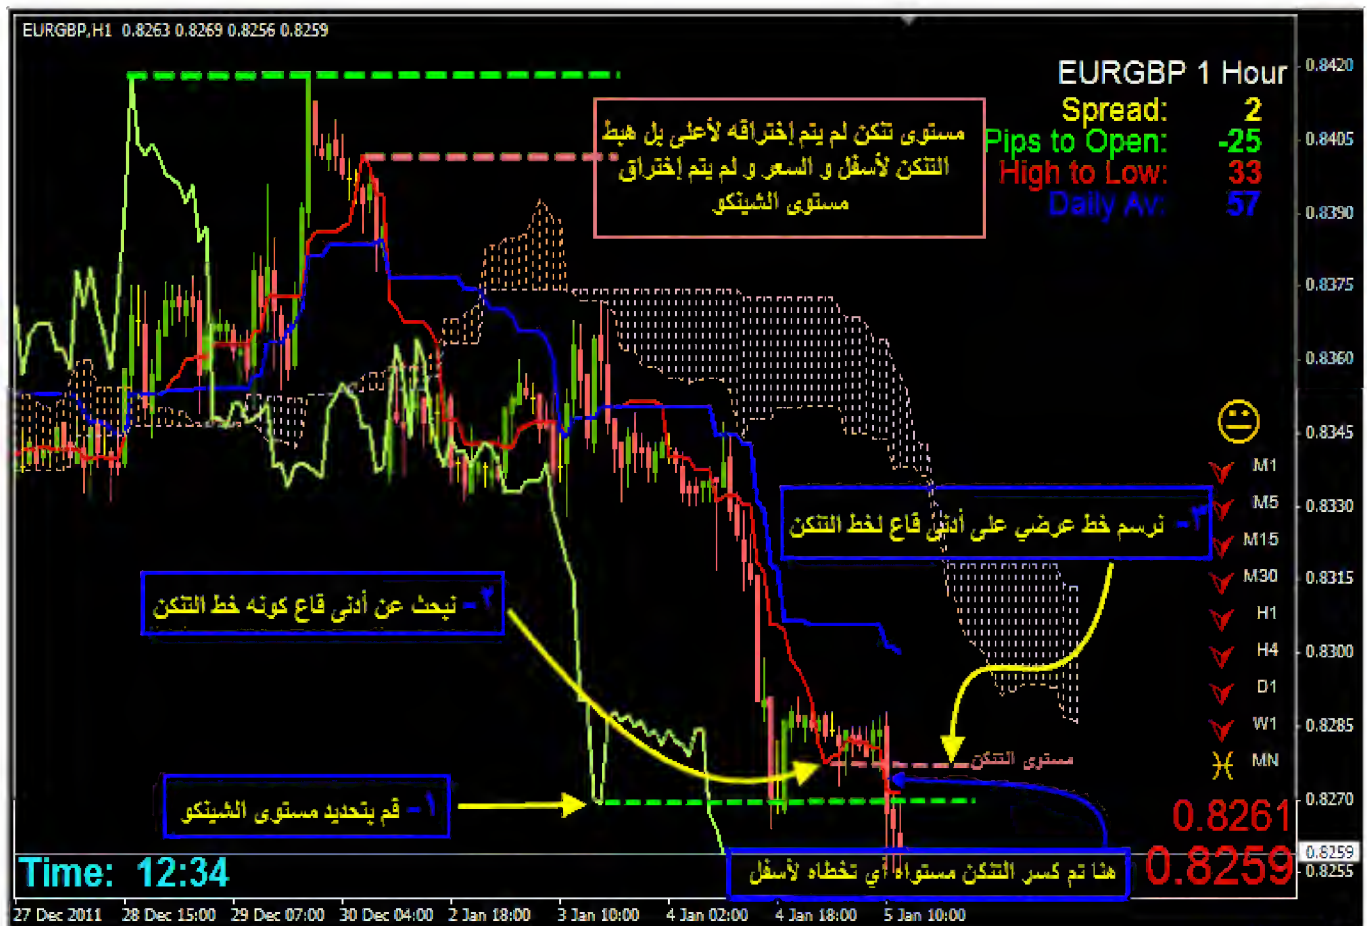 EURGBP,H1 0.8263 0.8269 0.8256 0.8259
EURGBP 1 Hour
Spread: 2
Pips to Open: -25
High to Low: 33
Daily Av: 57
مستوى تنكن لم يتم إختراقه لأعلى بل هبط
التنكن لأسفل و السعر و لم يتم إختراق
مستوى الشينكو
0.8420
0.8405
0.8390
0.8375
0.8360
0.8345
0.8330
0.8315
0.8300
0.8285
0.8270
0.8259
0.8255
M1
M5
M15
M30
H1
H4
D1
W1
MN
٣- نرسم خط عرضي على أدنى قاع لخط التنكن
٢- نبحث عن أدنى قاع كونه خط التنكن
مستوى التنكن
١- قم بتحديد مستوى الشينكو
هنا تم كسر التنكن مستواه أي تخطاه لأسفل
0.8261
0.8259
Time: 12:34
27 Dec 2011 28 Dec 15:00 29 Dec 07:00 30 Dec 04:00 2 Jan 18:00 3 Jan 10:00 4 Jan 02:00 4 Jan 18:00 5 Jan 10:00